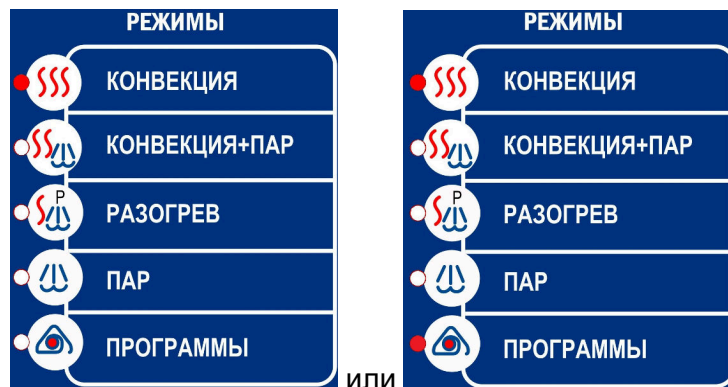 РЕЖИМЫ
КОНВЕКЦИЯ
КОНВЕКЦИЯ+ПАР
P
РАЗОГРЕВ
ПАР
ПРОГРАММЫ
или
РЕЖИМЫ
КОНВЕКЦИЯ
КОНВЕКЦИЯ+ПАР
P
РАЗОГРЕВ
ПАР
ПРОГРАММЫ